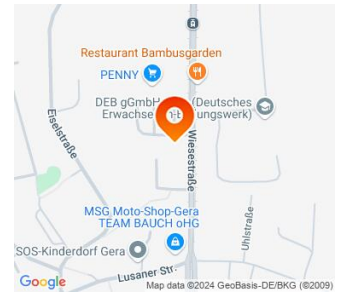 Restaurant Bambusgarden
PENNY
DEB gGmbH (Deutsches
Erwachse ungswerk)
Eiselstraße
Wiesestraße
MSG Moto-Shop-Gera
TEAM BAUCH oHG
Uhlstraße
SOS-Kinderdorf Gera
Lusaner Str.
Google
Map data ©2024 GeoBasis-DE/BKG (©2009)